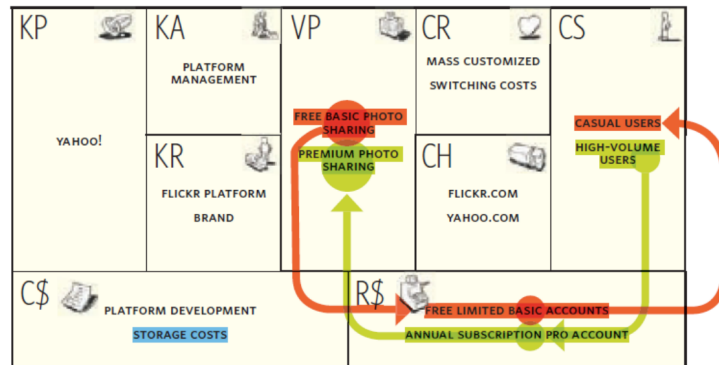 KP
YAHOO!
KA
PLATFORM
MANAGEMENT
KR
FLICKR PLATFORM
BRAND
VP
FREE BASIC PHOTO
SHARING
PREMIUM PHOTO
SHARING
CR
MASS CUSTOMIZED
SWITCHING COSTS
CH
FLICKR.COM
YAHOO.COM
CS
CASUAL USERS
HIGH-VOLUME
USERS
C$
PLATFORM DEVELOPMENT
STORAGE COSTS
R$
FREE LIMITED BASIC ACCOUNTS
ANNUAL SUBSCRIPTION PRO ACCOUNT